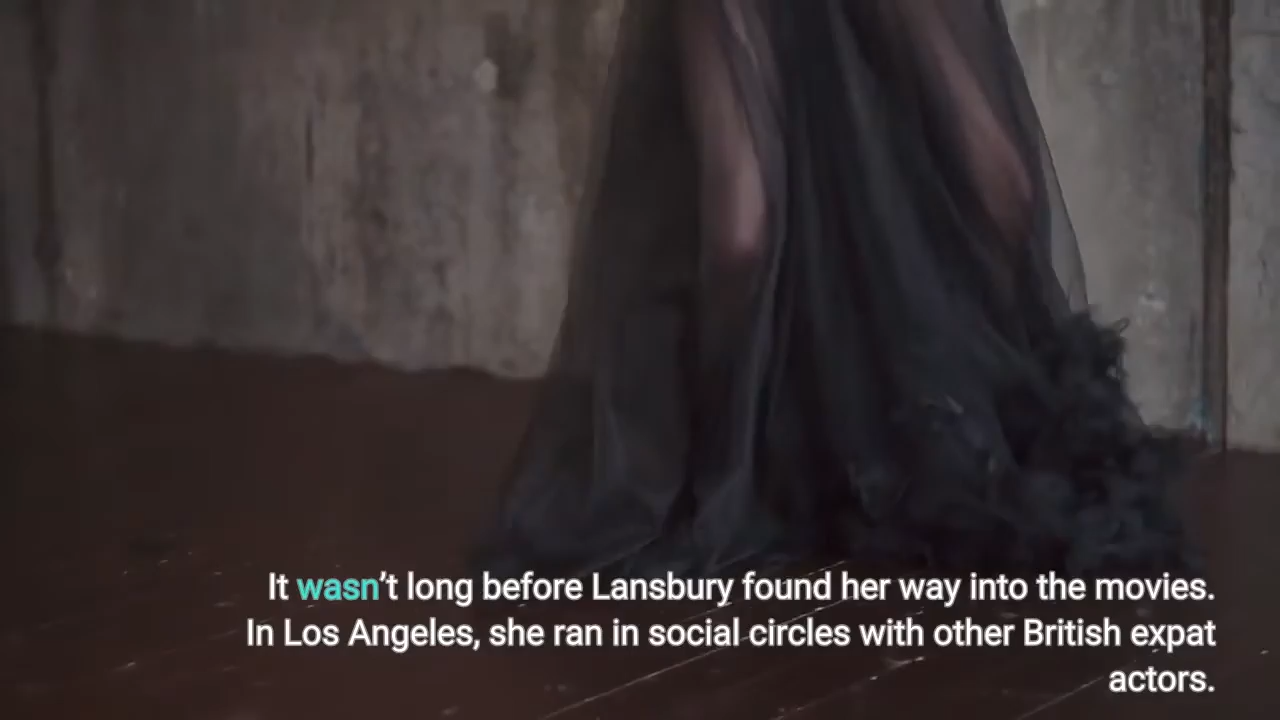 It wasn’t long before Lansbury found her way into the movies.
In Los Angeles, she ran in social circles with other British expat
actors.